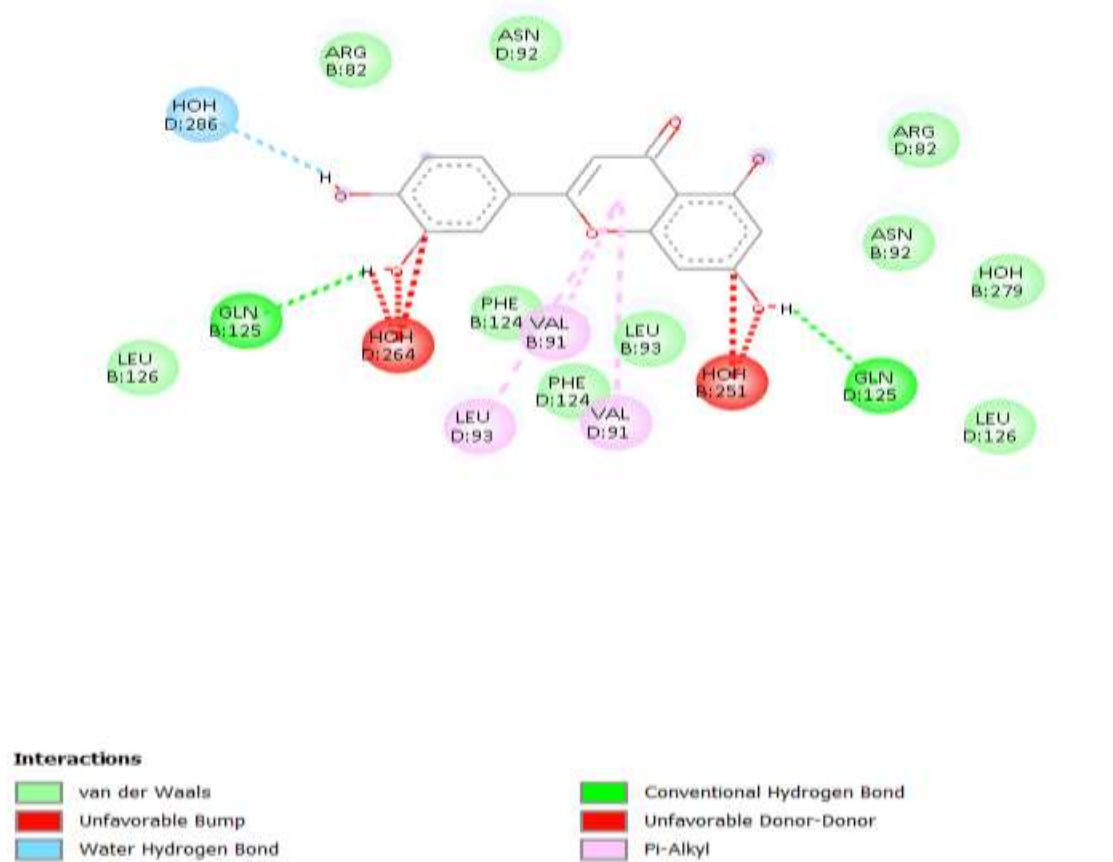 ASN
D:92
ARG
B:82
HOH
D:286
ARG
D:82
H
O
O
O
ASN
B:92
O
HOH
B:279
H
O
O
H
PHE
B:124
VAL
B:91
LEU
B:93
GLN
B:125
HOH
D:264
LEU
B:126
HOH
B:251
GLN
D:125
PHE
D:124
LEU
D:93
VAL
D:91
LEU
D:126
Interactions
van der Waals
Unfavorable Bump
Water Hydrogen Bond
Conventional Hydrogen Bond
Unfavorable Donor-Donor
Pi-Alkyl